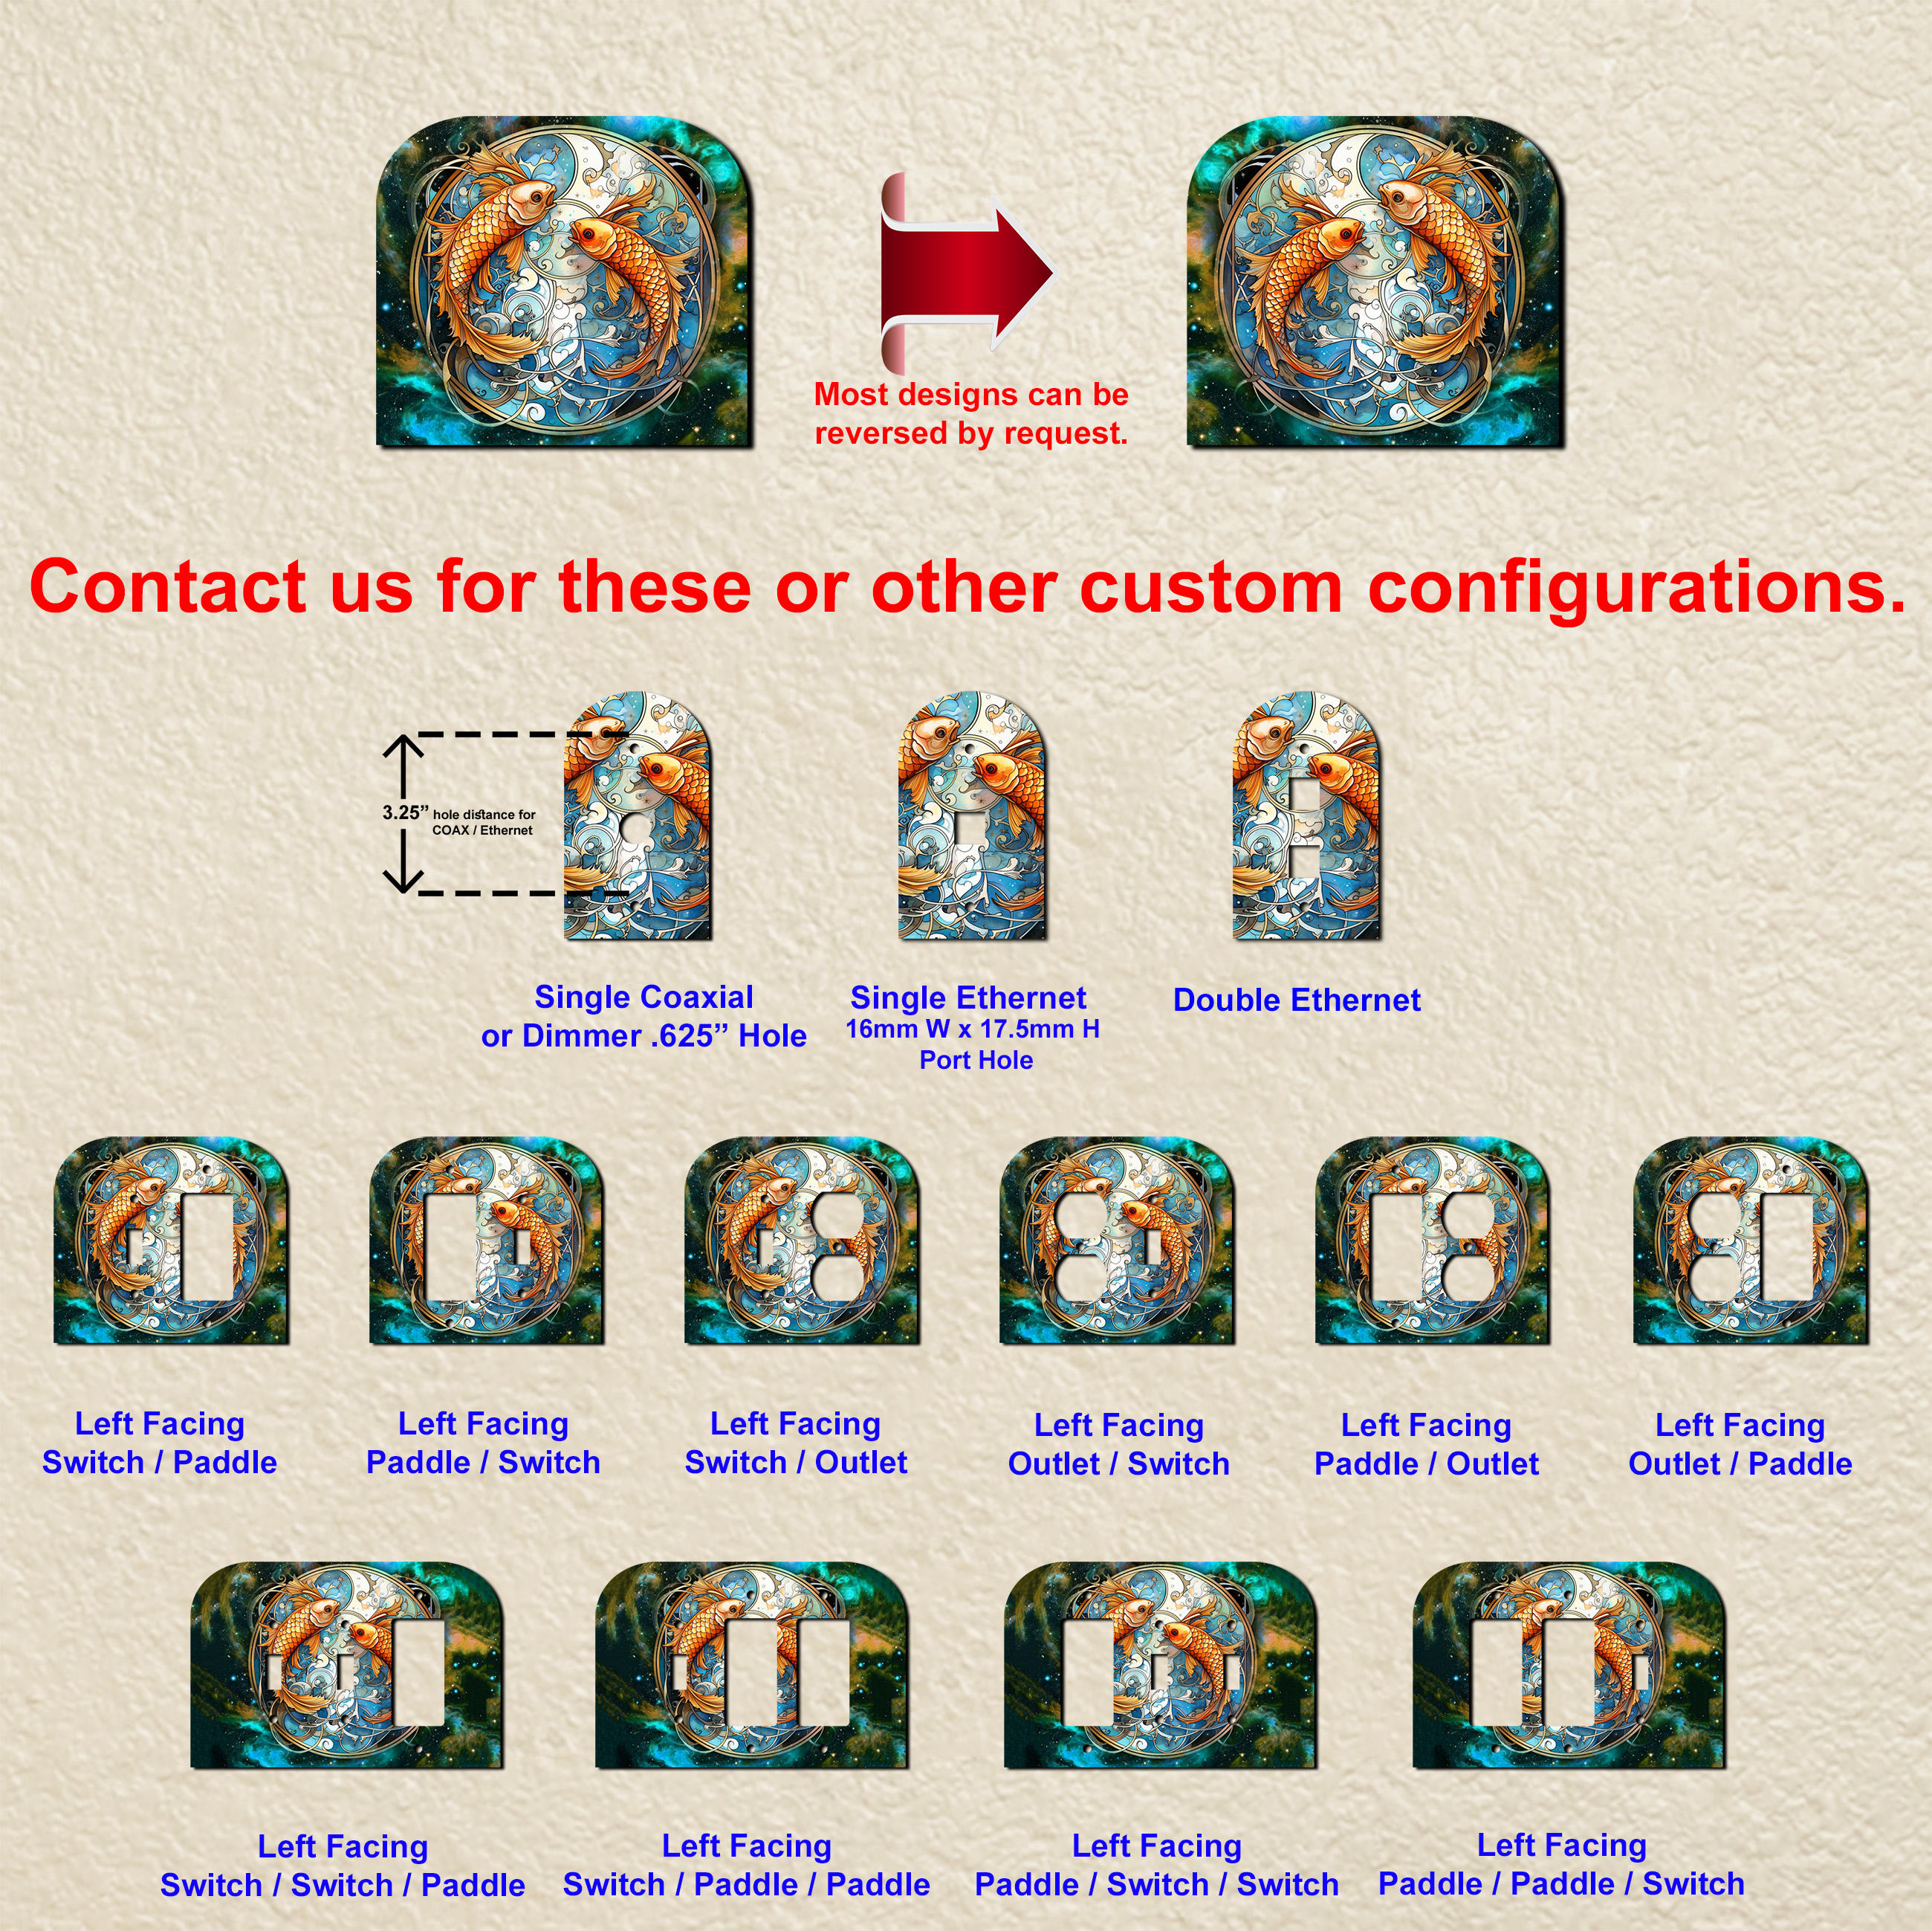 Most designs can be
reversed by request.
Contact us for these or other custom configurations.
3.25” hole distance for
COAX / Ethernet
Single Coaxial
or Dimmer .625” Hole
Single Ethernet
16mm W x 17.5mm H
Port Hole
Double Ethernet
Left Facing
Switch / Paddle
Left Facing
Paddle / Switch
Left Facing
Switch / Outlet
Left Facing
Outlet / Switch
Left Facing
Paddle / Outlet
Left Facing
Outlet / Paddle
Left Facing
Switch / Switch / Paddle
Left Facing
Switch / Paddle / Paddle
Left Facing
Paddle / Switch / Switch
Left Facing
Paddle / Paddle / Switch